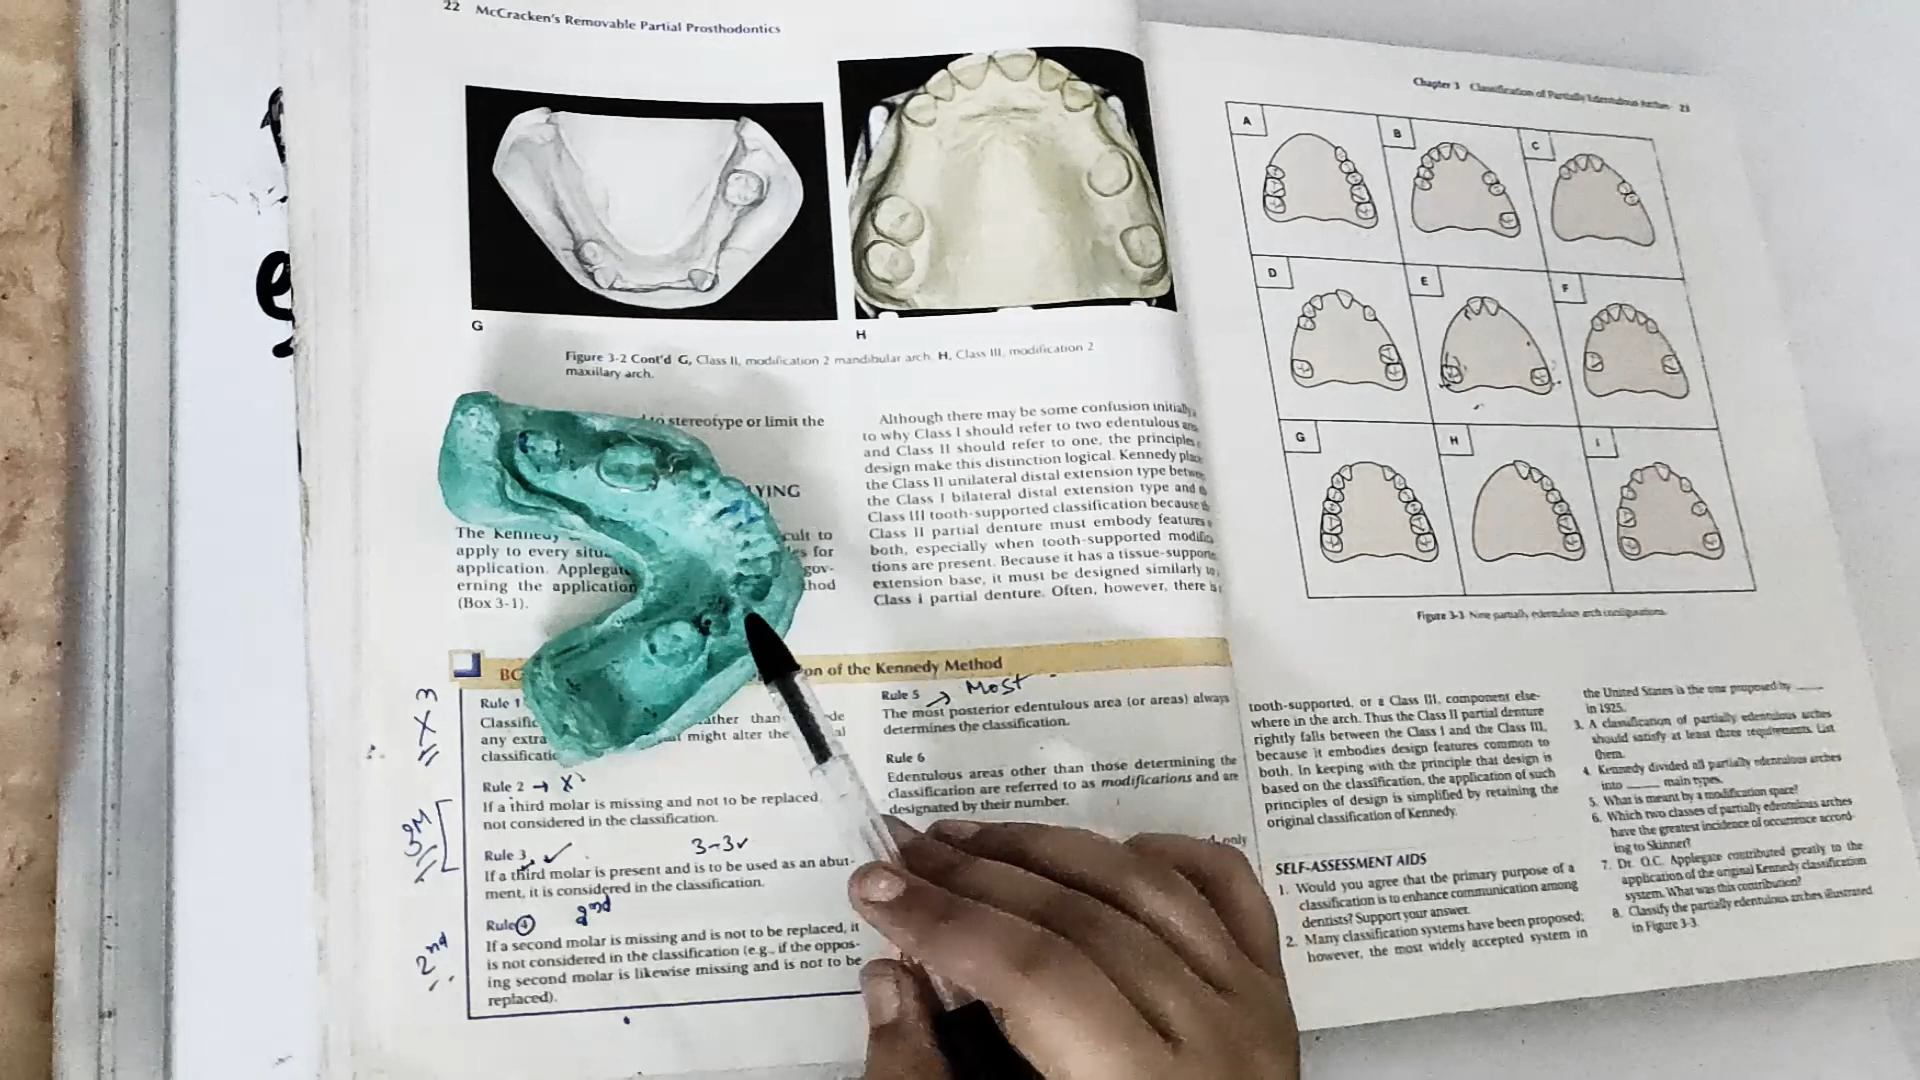 22 McCracken's Removable Partial Prosthodontics
G
H
Figure 3-2 Cont'd G, Class II, modification 2 mandibular arch. H, Class III, modification 2
maxillary arch.
to stereotype or limit the
YING
The Kennedy cult to
apply to every situ es for
application. Applegat gov-
erning the application thod
(Box 3-1).
Although there may be some confusion initially
to why Class I should refer to two edentulous
and Class II should refer to one, the principles
design make this distinction logical. Kennedy
the Class II unilateral distal extension type
the Class I bilateral distal extension type and
Class III tooth-supported classification because
Class II partial denture must embody features
both, especially when tooth-supported
tions are present. Because it has a
extension base, it must be designed similarly
Class I partial denture. Often, however, there is
BO on of the Kennedy Method
Rule 1
Classific rather than de
any extra t might alter the al
classificatio
Rule 2 → X
If a third molar is missing and not to be replaced,
not considered in the classification.
3-3✓
Rule 3 ✓
If a third molar is present and is to be used as an abut-
ment, it is considered in the classification.
2nd
Rule 4
If a second molar is missing and is not to be replaced, it
is not considered in the classification (e.g., if the oppos-
ing second molar is likewise missing and is not to be
replaced).
2nd
Rule 5 → Most
The most posterior edentulous area (or areas) always
determines the classification.
Rule 6
Edentulous areas other than those determining the
classification are referred to as modifications and are
designated by their number.
only
Chapter 3 Classification of Partially Edentulous Arches 23
A
B
C
D
E
F
G
H
I
Figure 3-3 Nine partially edentulous arch configurations.
tooth-supported, or a Class III, component else-
where in the arch. Thus the Class II partial denture
rightly falls between the Class I and the Class III,
because it embodies design features common to
both. In keeping with the principle that design is
based on the classification, the application of such
principles of design is simplified by retaining the
original classification of Kennedy.
SELF-ASSESSMENT AIDS
1. Would you agree that the primary purpose of a
classification is to enhance communication among
dentists? Support your answer.
2. Many classification systems have been proposed;
however, the most widely accepted system in
the United States is the one proposed by ____
in 1925.
3. A classification of partially edentulous arches
should satisfy at least three requirements. List
them.
4. Kennedy divided all partially edentulous arches
into ____ main types.
5. What is meant by a modification space?
6. Which two classes of partially edentulous arches
have the greatest incidence of occurrence accord-
ing to Skinner?
7. Dr. O.C. Applegate contributed greatly to the
application of the original Kennedy classification
system. What was this contribution?
8. Classify the partially edentulous arches illustrated
in Figure 3-3.